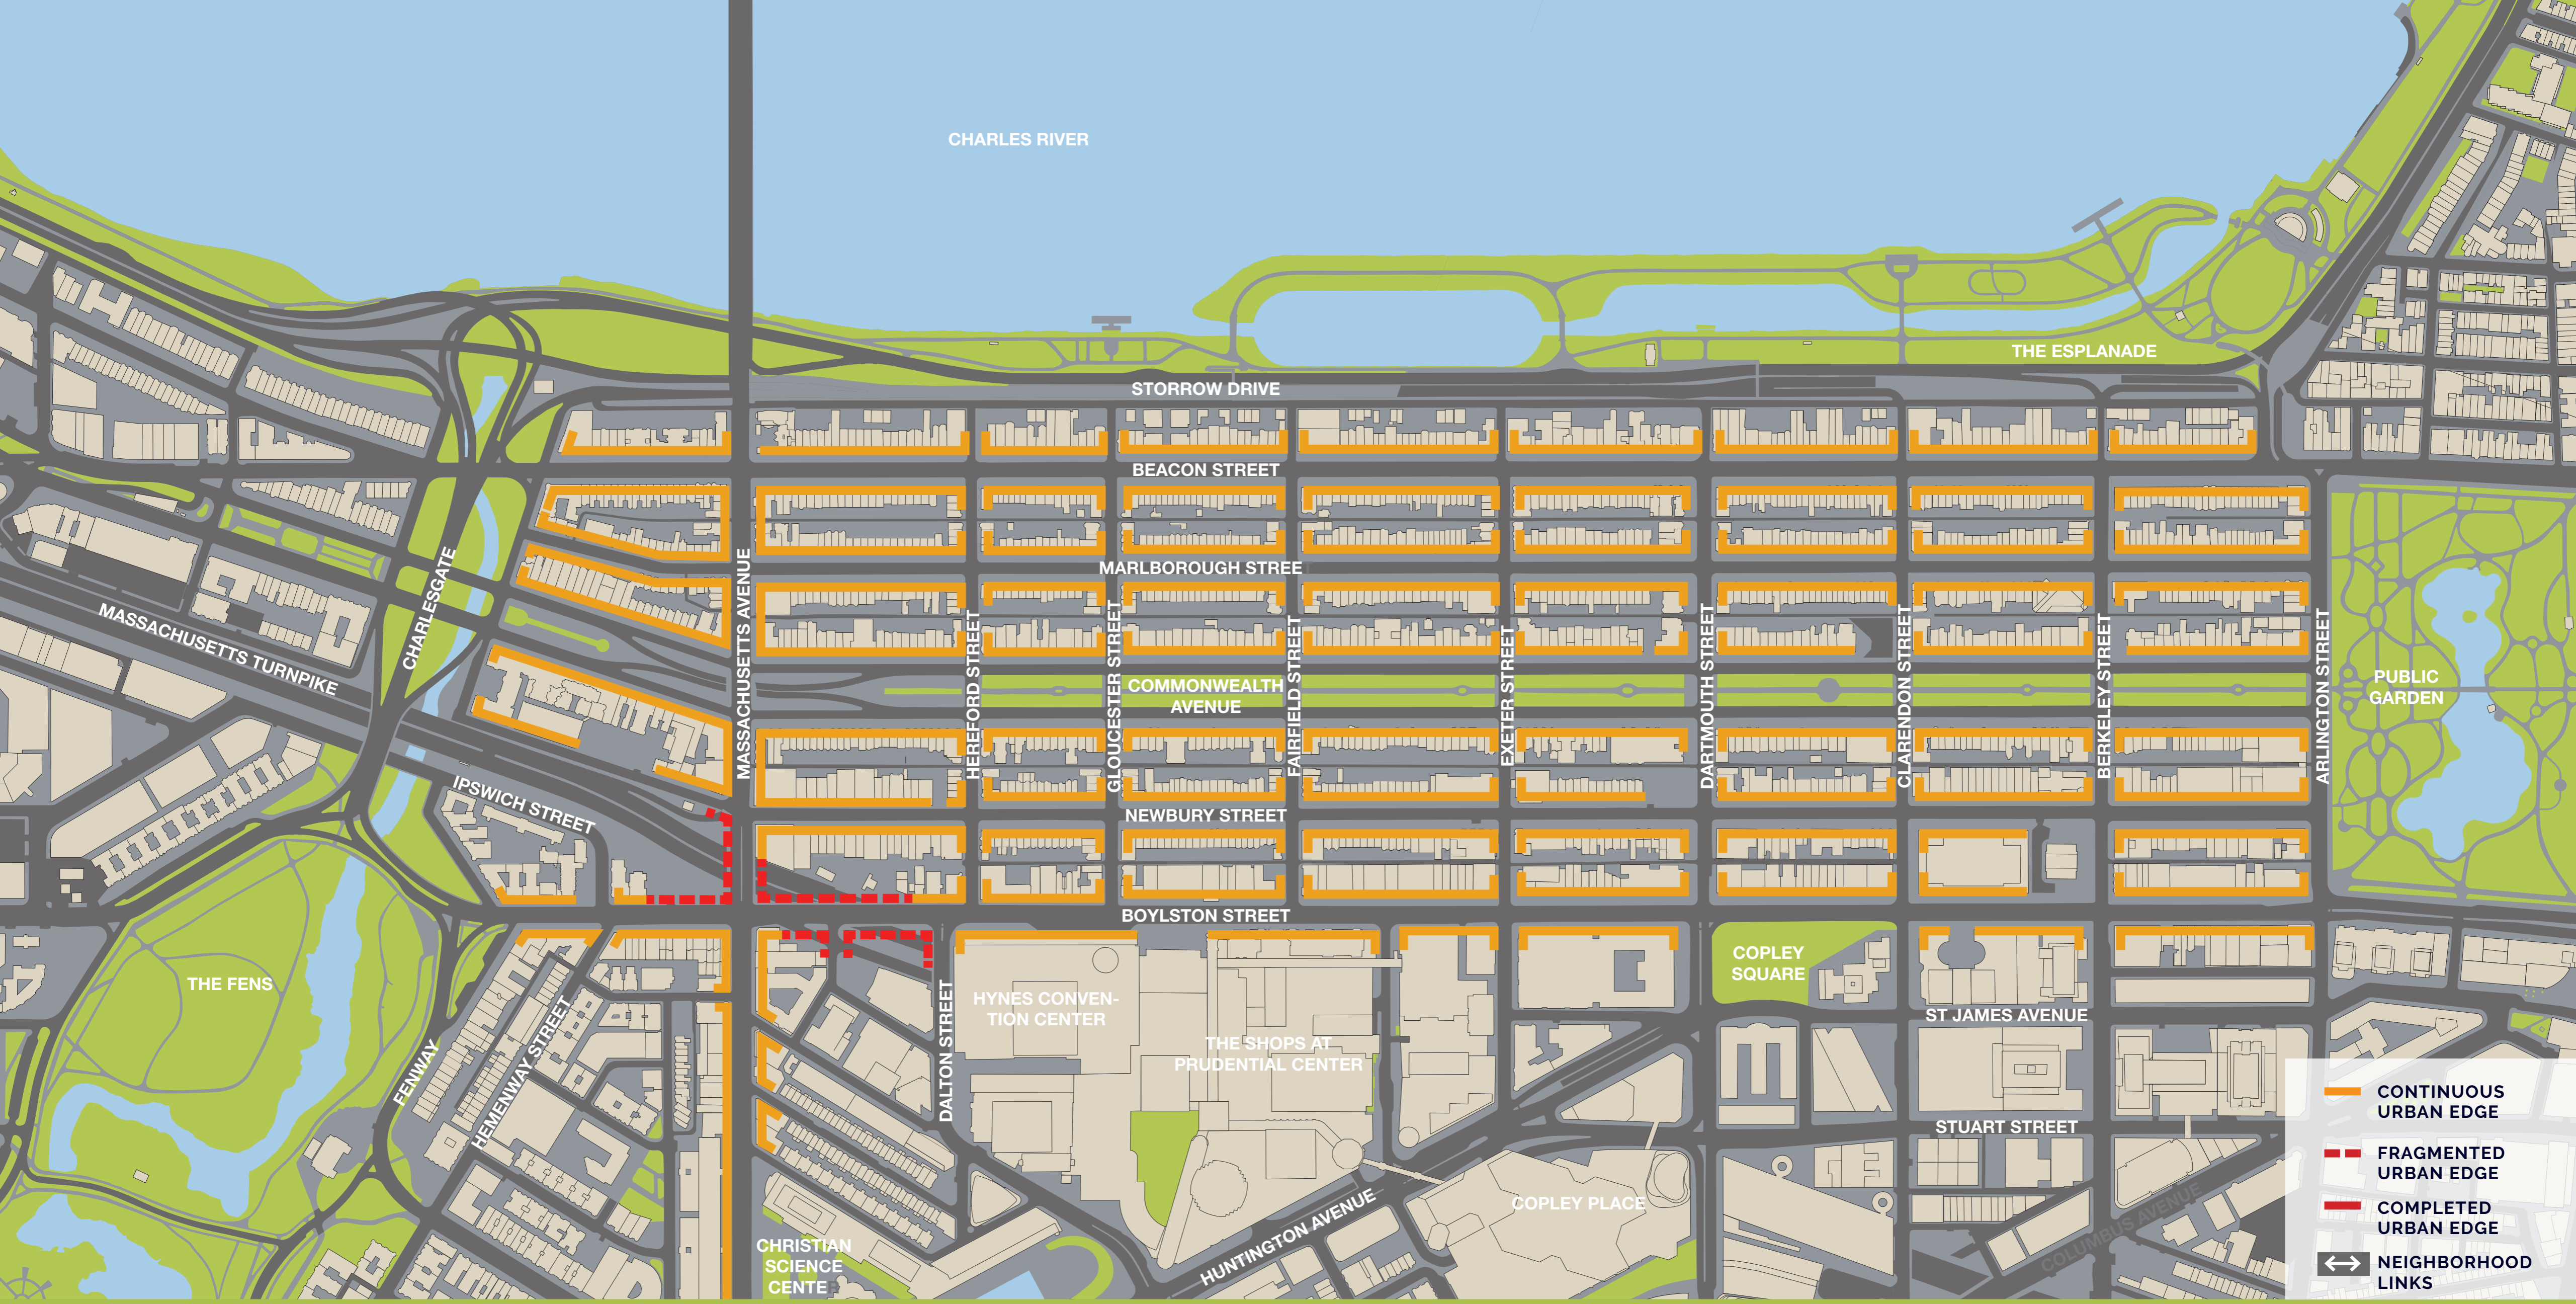 CHARLES RIVER
THE ESPLANADE
STORROW DRIVE
BEACON STREET
MARLBOROUGH STREE
MASSACHUSETTS TURNPIKE
CHARLESGATE
MASSACHUSETTS AVENUE
HEREFORD STREET
GLOUCESTER STREET
COMMONWEALTH
AVENUE
FAIRFIELD STREET
EXETER STREET
DARTMOUTH STREET
CLARENDON STREET
BERKELEY STREET
ARLINGTON STREET
PUBLIC
GARDEN
IPSWICH STREET
NEWBURY STREET
BOYLSTON STREET
THE FENS
FENWAY
HEMENWAY STREET
DALTON STREET
HYNES CONVEN-
TION CENTER
THE SHOPS AT
PRUDENTIAL CENTER
COPLEY
SQUARE
ST JAMES AVENUE
STUART STREET
COPLEY PLACE
HUNTINGTON AVENUE
COLUMBUS AVENUE
CHRISTIAN
SCIENCE
CENTER
CONTINUOUS
URBAN EDGE
FRAGMENTED
URBAN EDGE
COMPLETED
URBAN EDGE
NEIGHBORHOOD
LINKS